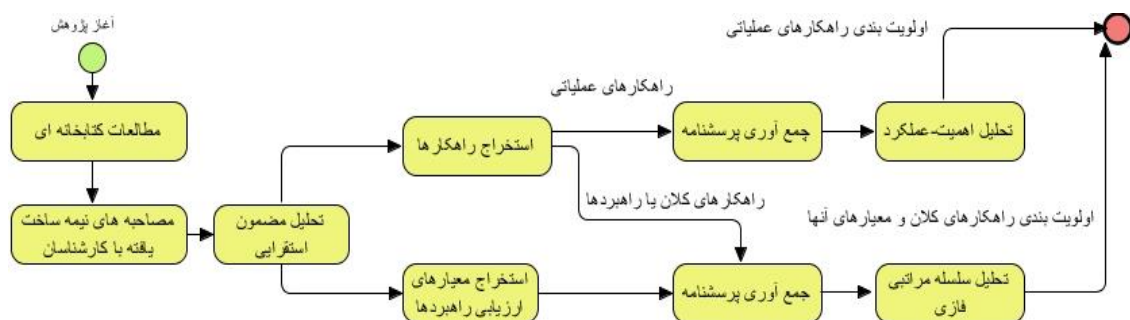 آغاز پژوهش
اولویت بندی راهکارهای عملیاتی
راهکارهای عملیاتی
مطالعات کتابخانه ای
استخراج راهکارها
جمع آوری پرسشنامه
تحلیل اهمیت-عملکرد
راهکار های کلان یا راهبردها
اولویت بندی راهکارهای کلان و معیارهای آنها
مصاحبه های نیمه ساخت
یافته با کارشناسان
تحلیل مضمون
استقرایی
استخراج معیارهای
ارزیابی راهبردها
جمع آوری پرسشنامه
تحلیل سلسله مراتبی
فازی